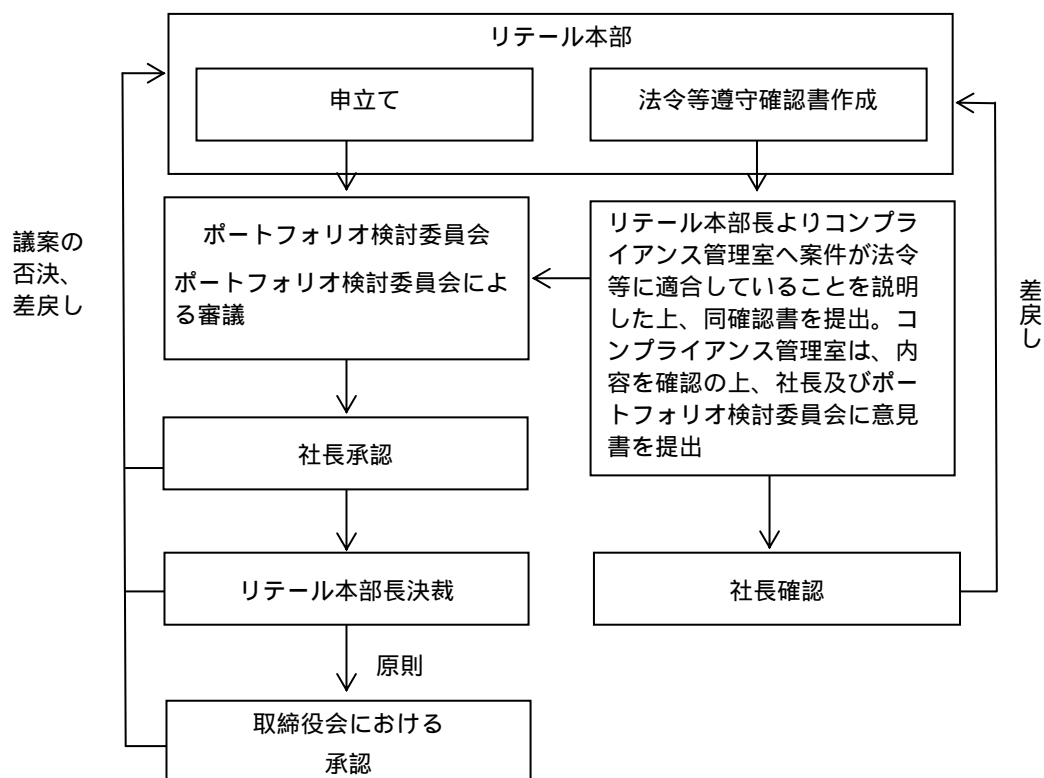 リテール本部
申立て
法令等遵守確認書作成
議案の
否決、
差戻し
ポートフォリオ検討委員会
ポートフォリオ検討委員会によ
る審議
リテール本部長よりコンプラ
イアンス管理室へ案件が法令
等に適合していることを説明
した上、同確認書を提出。コ
ンプライアンス管理室は、内
容を確認の上、社長及びポー
トフォリオ検討委員会に意見
書を提出
差戻し
社長承認
リテール本部長決裁
社長確認
原則
取締役会における
承認